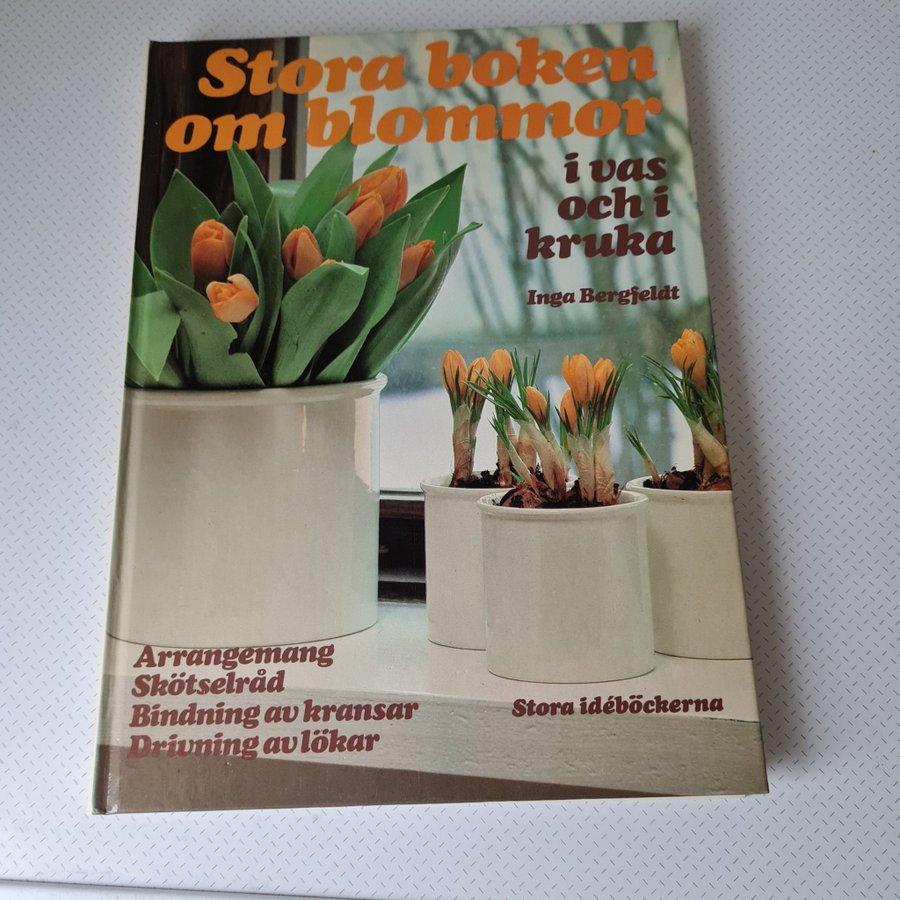 Stora boken
om blommor
i vas
och i
kruka
Inga Bergfeldt
Arrangemang
Skötselråd
Bindning av kransar
Drivning av lökar
Stora idéböckerna